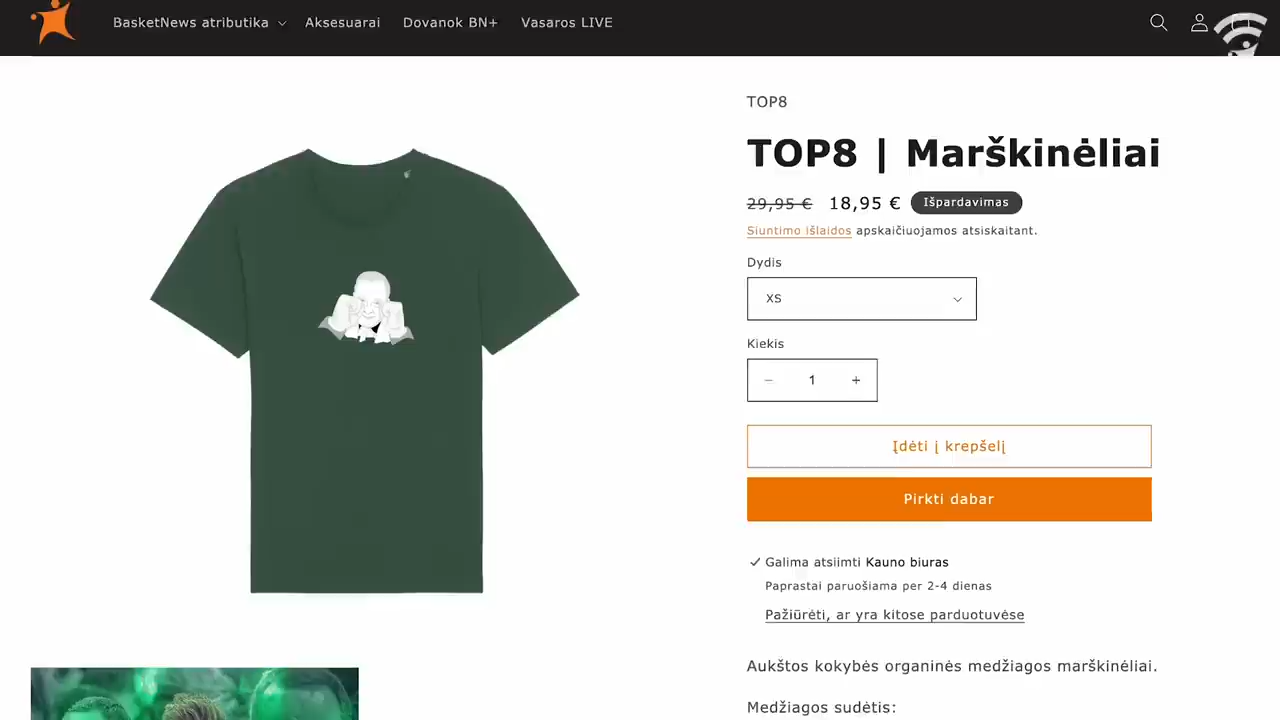 BasketNews atributika
Aksesuarai
Dovanok BN+
Vasaros LIVE
TOP8
TOP8 | Marškinėliai
29,95 € 18,95 € Išpardavimas
Siuntimo išlaidos apskaičiuojamos atsiskaitant.
Dydis
XS
Kiekis
− 1 +
Įdėti į krepšelį
Pirkti dabar
Galima atsiimti Kauno biuras
Paprastai paruošiama per 2-4 dienas
Pažiūrėti, ar yra kitose parduotuvėse
Aukštos kokybės organinės medžiagos marškinėliai.
Medžiagos sudėtis: